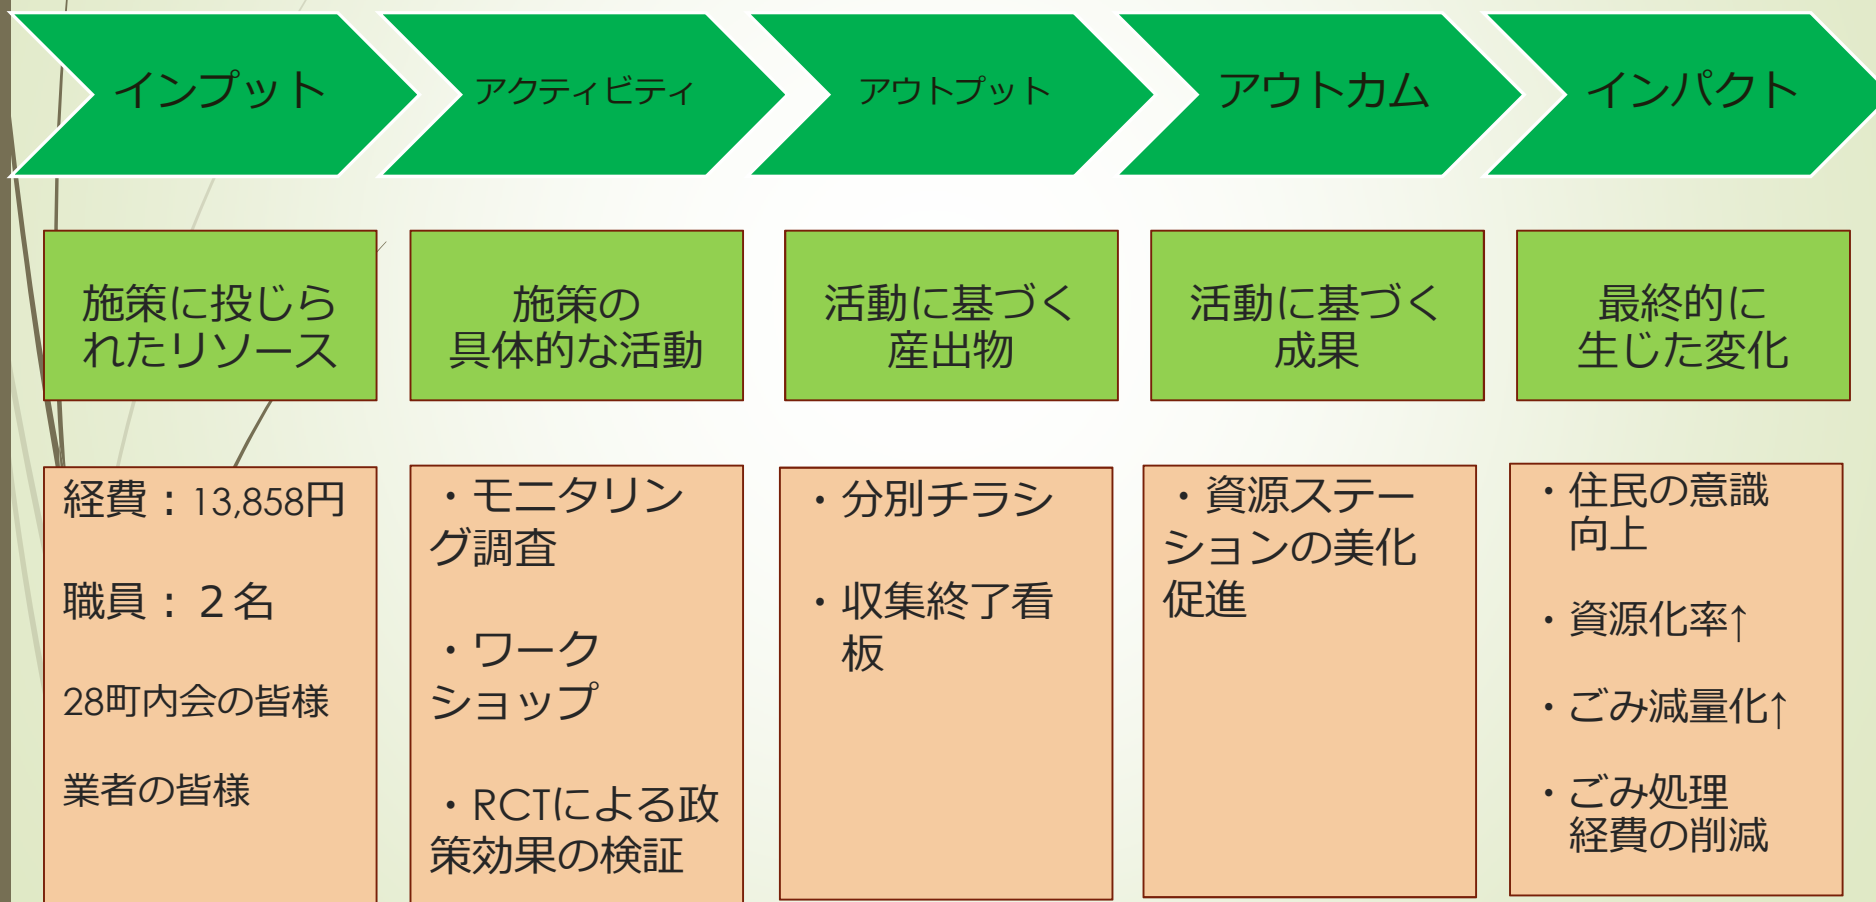 インプット
アクティビティ
アウトプット
アウトカム
インパクト
施策に投じら
れたリソース
施策の
具体的な活動
活動に基づく
産出物
活動に基づく
成果
最終的に
生じた変化
経費：13,858円
職員：２名
28町内会の皆様
業者の皆様
・モニタリン
グ調査
・ワーク
ショップ
・RCTによる政
策効果の検証
・分別チラシ
・収集終了看
板
・資源ステー
ションの美化
促進
・住民の意識
向上
・資源化率↑
・ごみ減量化↑
・ごみ処理
経費の削減